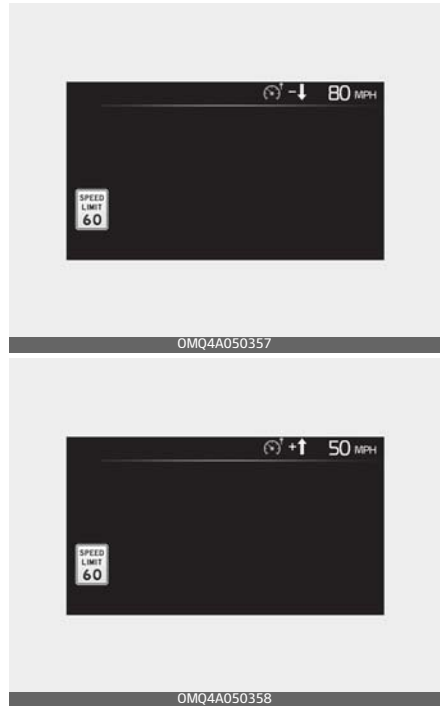 -⬇ 80 MPH
SPEED
LIMIT
60
OMQ4A050357
+⬆ 50 MPH
SPEED
LIMIT
60
OMQ4A050358